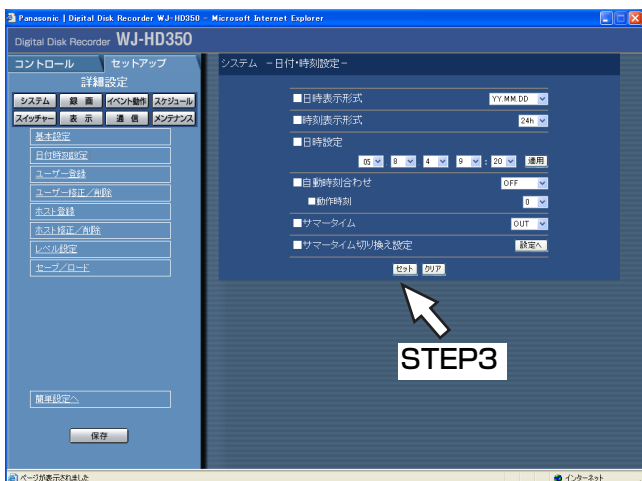 Panasonic | Digital Disk Recorder WJ-HD350 - Microsoft Internet Explorer
Digital Disk Recorder WJ-HD350
コントロール セットアップ
詳細設定
システム 録 画 イベント動作 スケジュール
スイッチャー 表 示 通 信 メンテナンス
基本設定
日付時刻設定
ユーザー登録
ユーザー修正／削除
ホスト登録
ホスト修正／削除
レベル設定
セーブ／ロード
簡単設定へ
保存
システム －日付・時刻設定－
■日時表示形式 YY.MM.DD
■時刻表示形式 24h
■日時設定
05 8 4 9 : 20 適用
■自動時刻合わせ OFF
■動作時刻 0
■サマータイム OUT
■サマータイム切り換え設定 設定へ
セット クリア
STEP3
ページが表示されました インターネット